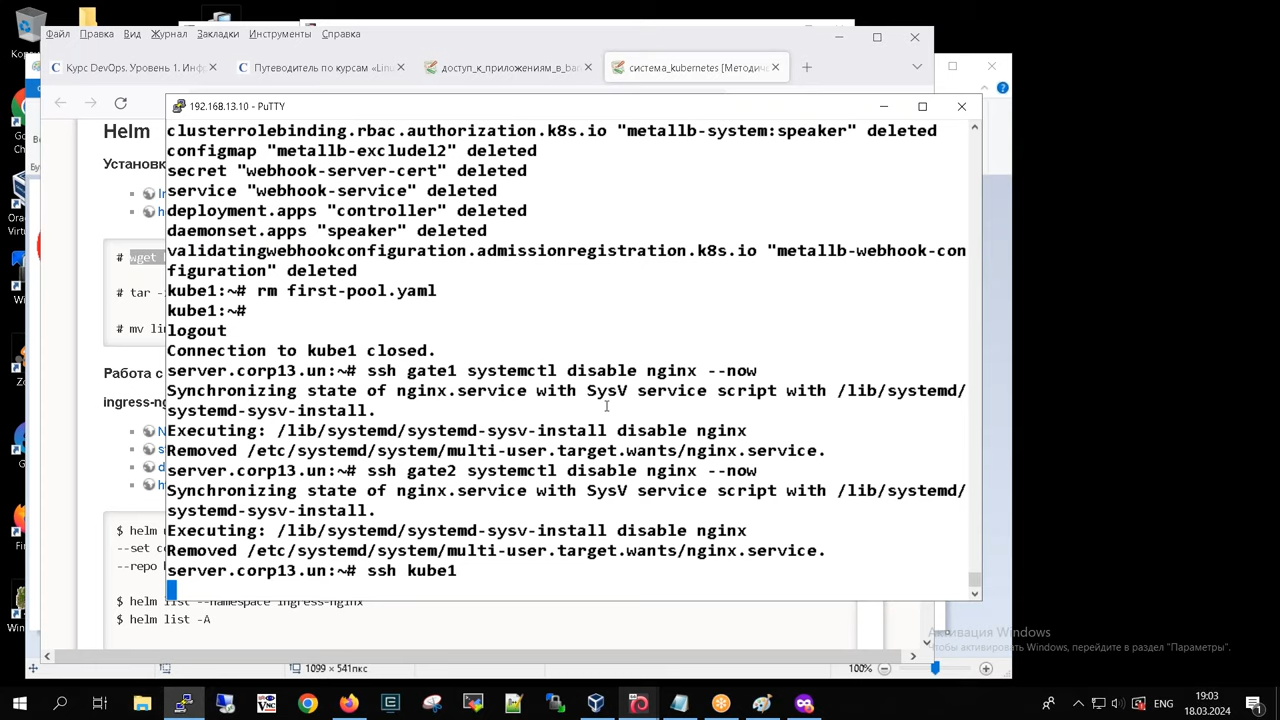 Файл Правка Вид Журнал Закладки Инструменты Справка
Курс DevOps. Уровень 1. Инфо
Путеводитель по курсам «Linu
система_kubernetes [Методичес
192.168.13.10 - PuTTY
Helm
Установк
# wget
# tar -
# mv lin
Работа с
ingress-ng
clusterrolebinding.rbac.authorization.k8s.io "metallb-system:speaker" deleted
configmap "metallb-excludel2" deleted
secret "webhook-server-cert" deleted
service "webhook-service" deleted
deployment.apps "controller" deleted
daemonset.apps "speaker" deleted
validatingwebhookconfiguration.admissionregistration.k8s.io "metallb-webhook-con
figuration" deleted
kube1:~# rm first-pool.yaml
kube1:~#
logout
Connection to kube1 closed.
server.corp13.un:~# ssh gate1 systemctl disable nginx --now
Synchronizing state of nginx.service with SysV service script with /lib/systemd/
systemd-sysv-install.
Executing: /lib/systemd/systemd-sysv-install disable nginx
Removed /etc/systemd/system/multi-user.target.wants/nginx.service.
server.corp13.un:~# ssh gate2 systemctl disable nginx --now
Synchronizing state of nginx.service with SysV service script with /lib/systemd/
systemd-sysv-install.
Executing: /lib/systemd/systemd-sysv-install disable nginx
Removed /etc/systemd/system/multi-user.target.wants/nginx.service.
server.corp13.un:~# ssh kube1
$ helm
--set co
--repo
$ helm list --namespace ingress-nginx
$ helm list -A
Активация Windows
Чтобы активировать Windows, перейдите в раздел "Параметры".
1099 × 541пкс
100%
ENG
19:03
18.03.2024